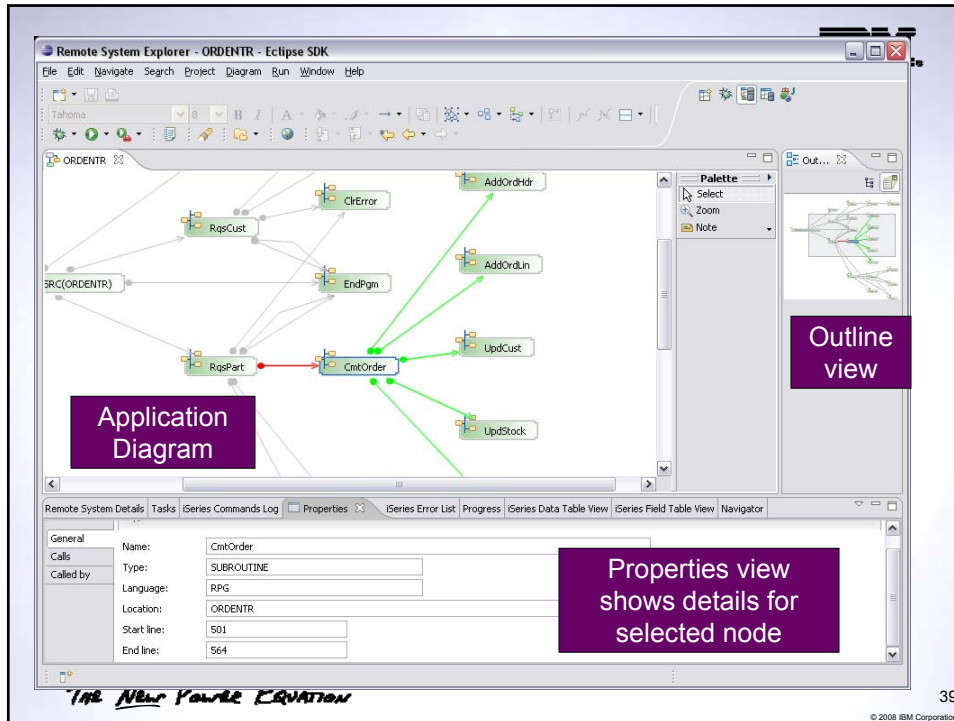 Remote System Explorer - ORDENTR - Eclipse SDK
File Edit Navigate Search Project Diagram Run Window Help
Tahoma 8 B I A
ORDENTR
Out...
AddOrdHdr
Palette
Select
ClrError
Zoom
RqsCust
Note
AddOrdLin
SRC(ORDENTR)
EndPgm
UpdCust
Outline
view
RqsPart
CmtOrder
Application
Diagram
UpdStock
Remote System Details Tasks iSeries Commands Log Properties iSeries Error List Progress iSeries Data Table View iSeries Field Table View Navigator
General
Calls
Called by
Name: CmtOrder
Type: SUBROUTINE
Language: RPG
Location: ORDENTR
Start line: 501
End line: 564
Properties view
shows details for
selected node
THE NEW POWER EQUATION
39
© 2008 IBM Corporation